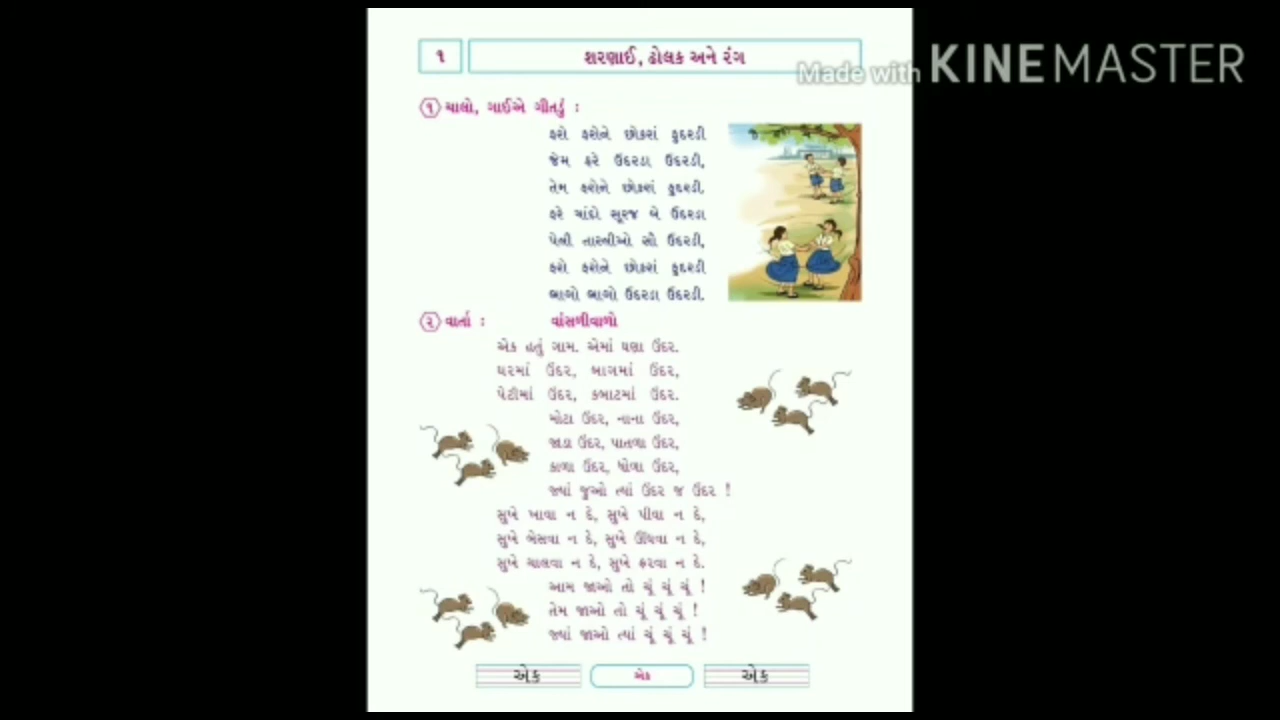 ૧
શરણાઈ, ઢોલક અને રંગ
Made with KINEMASTER
૧ ચાલો, ગાઈએ ગીતડું :
ફરો ફરોને છોકરાં ફુદરડી
જેમ ફરે ઉંદરડા ઉંદરડી,
તેમ ફરોને છોકરાં ફુદરડી.
ફરે ચાંદો સૂરજ બે ઉંદરડા
પેલી તારલીઓ સૌ ઉંદરડી,
ફરો ફરોને છોકરાં ફુદરડી
ભાળો ભાળો ઉંદરડા ઉંદરડી.
૨ વાર્તા : વાંસળીવાળો
એક હતું ગામ. એમાં ઘણા ઉંદર.
ઘરમાં ઉંદર, બાગમાં ઉંદર,
પેટીમાં ઉંદર, કબાટમાં ઉંદર.
મોટા ઉંદર, નાના ઉંદર,
જાડા ઉંદર, પાતળા ઉંદર,
કાળા ઉંદર, ધોળા ઉંદર,
જ્યાં જુઓ ત્યાં ઉંદર જ ઉંદર !
સુખે ખાવા ન દે, સુખે પીવા ન દે,
સુખે બેસવા ન દે, સુખે ઊંઘવા ન દે,
સુખે ચાલવા ન દે, સુખે ફરવા ન દે.
આમ જાઓ તો ચૂં ચૂં ચૂં !
તેમ જાઓ તો ચૂં ચૂં ચૂં !
જ્યાં જાઓ ત્યાં ચૂં ચૂં ચૂં !
એક એક એક